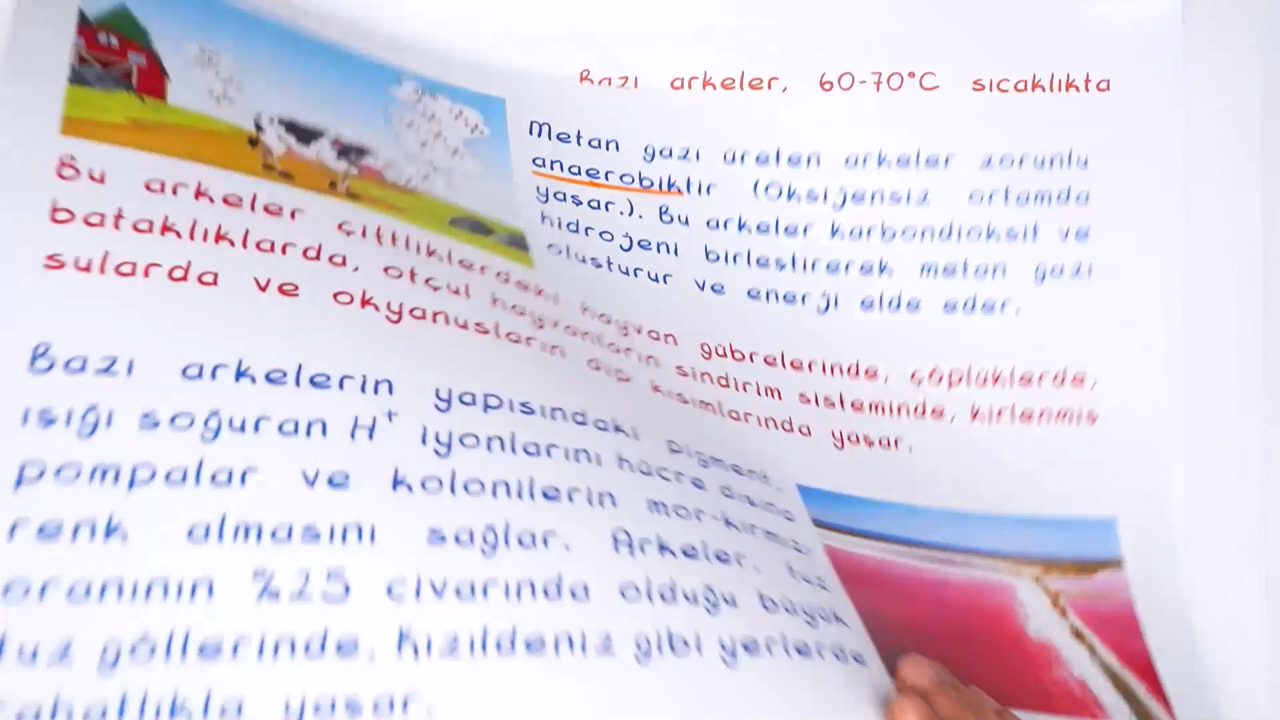 Bazı arkeler, 60-70°C sıcaklıkta
Metan gazı üreten arkeler zorunlu
anaerobiktir (Oksijensiz ortamda
yaşar.). Bu arkeler karbondioksit ve
hidrojeni birleştirerek metan gazı
oluşturur ve enerji elde eder.
Bu arkeler çiftliklerdeki hayvan gübrelerinde, çöplüklerde,
bataklıklarda, otçul hayvanların sindirim sisteminde, kirlenmiş
sularda ve okyanusların dip kısımlarında yaşar.
Bazı arkelerin yapısındaki pigment,
ışığı soğuran H⁺ iyonlarını hücre dışına
pompalar ve kolonilerin mor-kırmızı
renk almasını sağlar. Arkeler, tuz
oranının %25 civarında olduğu büyük
tuz göllerinde, Kızıldeniz gibi yerlerde
rahatlıkla yaşar.